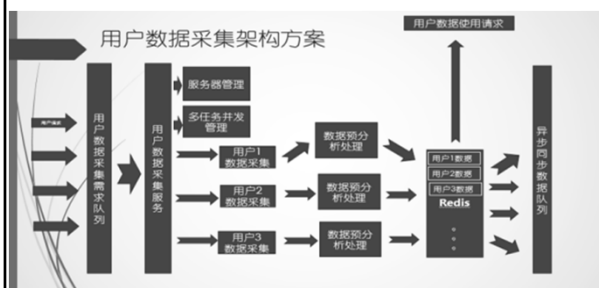 用户数据使用请求
用户数据采集架构方案
用户数据采集需求队列
用户数据采集服务
服务器管理
多任务并发
管理
用户1
数据采集
数据预分
析处理
用户2
数据采集
数据预分
析处理
用户3
数据采集
数据预分
析处理
用户1数据
用户2数据
用户3数据
Redis
异步同步数据队列